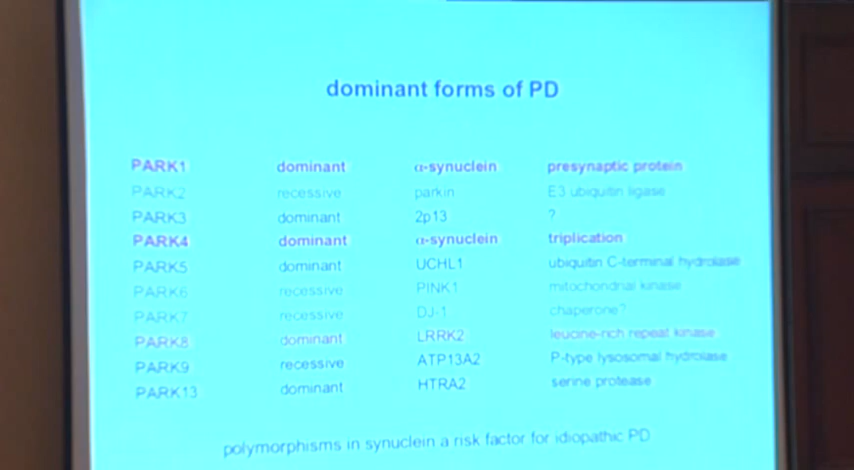 dominant forms of PD
PARK1 dominant α-synuclein presynaptic protein
PARK2 recessive parkin E3 ubiquitin ligase
PARK3 dominant 2p13 ?
PARK4 dominant α-synuclein triplication
PARK5 dominant UCHL1 ubiquitin C-terminal hydrolase
PARK6 recessive PINK1 mitochondrial kinase
PARK7 recessive DJ-1 chaperone?
PARK8 dominant LRRK2 leucine-rich repeat kinase
PARK9 recessive ATP13A2 P-type lysosomal hydrolase
PARK13 dominant HTRA2 serine protease
polymorphisms in synuclein a risk factor for idiopathic PD